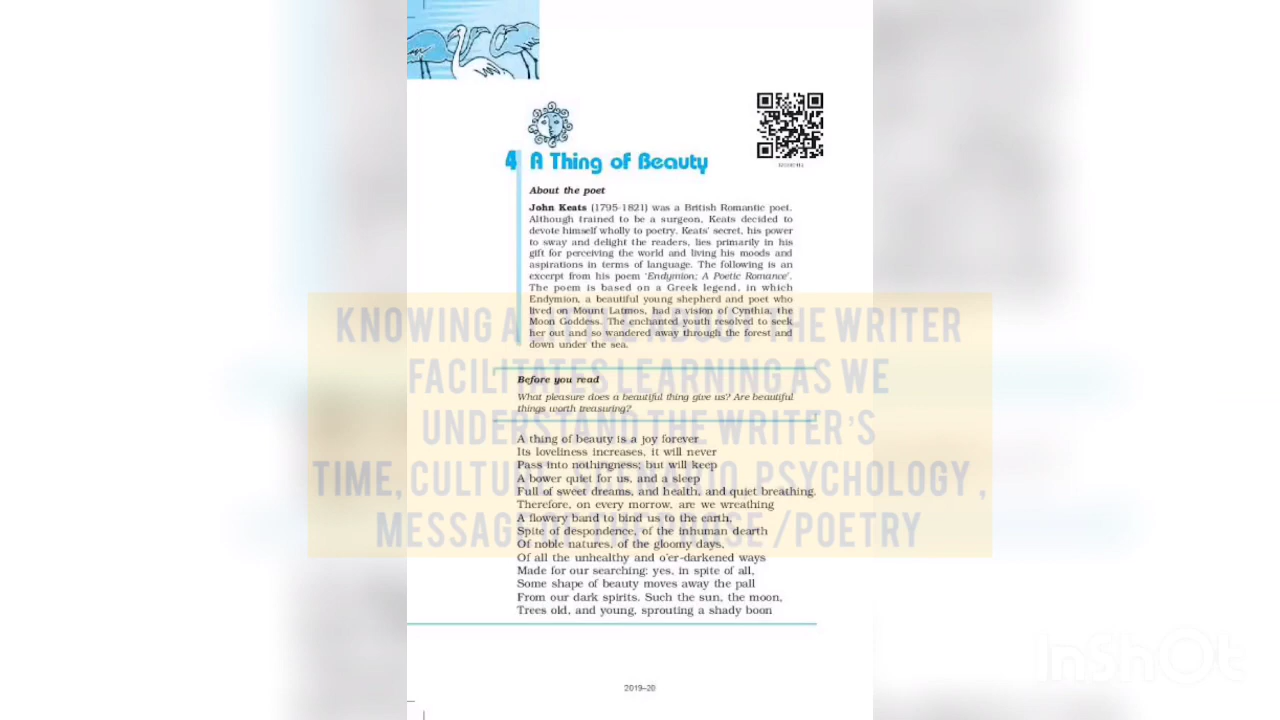 4 A Thing of Beauty
About the poet
John Keats (1795-1821) was a British Romantic poet.
Although trained to be a surgeon, Keats decided to
devote himself wholly to poetry. Keats' secret, his power
to sway and delight the readers, lies primarily in his
gift for perceiving the world and living his moods and
aspirations in terms of language. The following is an
excerpt from his poem 'Endymion; A Poetic Romance'.
The poem is based on a Greek legend, in which
Endymion, a beautiful young shepherd and poet who
lived on Mount Latmos, had a vision of Cynthia, the
Moon Goddess. The enchanted youth resolved to seek
her out and so wandered away through the forest and
down under the sea.
KNOWING ABOUT THE WRITER
FACILITATES LEARNING AS WE
UNDERSTAND THE WRITER'S
TIME, CULTURE, SCENARIO, PSYCHOLOGY,
MESSAGE OF THE PROSE/POETRY
Before you read
What pleasure does a beautiful thing give us? Are beautiful
things worth treasuring?
A thing of beauty is a joy forever
Its loveliness increases, it will never
Pass into nothingness; but will keep
A bower quiet for us, and a sleep
Full of sweet dreams, and health, and quiet breathing.
Therefore, on every morrow, are we wreathing
A flowery band to bind us to the earth,
Spite of despondence, of the inhuman dearth
Of noble natures, of the gloomy days,
Of all the unhealthy and o'er-darkened ways
Made for our searching: yes, in spite of all,
Some shape of beauty moves away the pall
From our dark spirits. Such the sun, the moon,
Trees old, and young, sprouting a shady boon
2019-20
InShOt